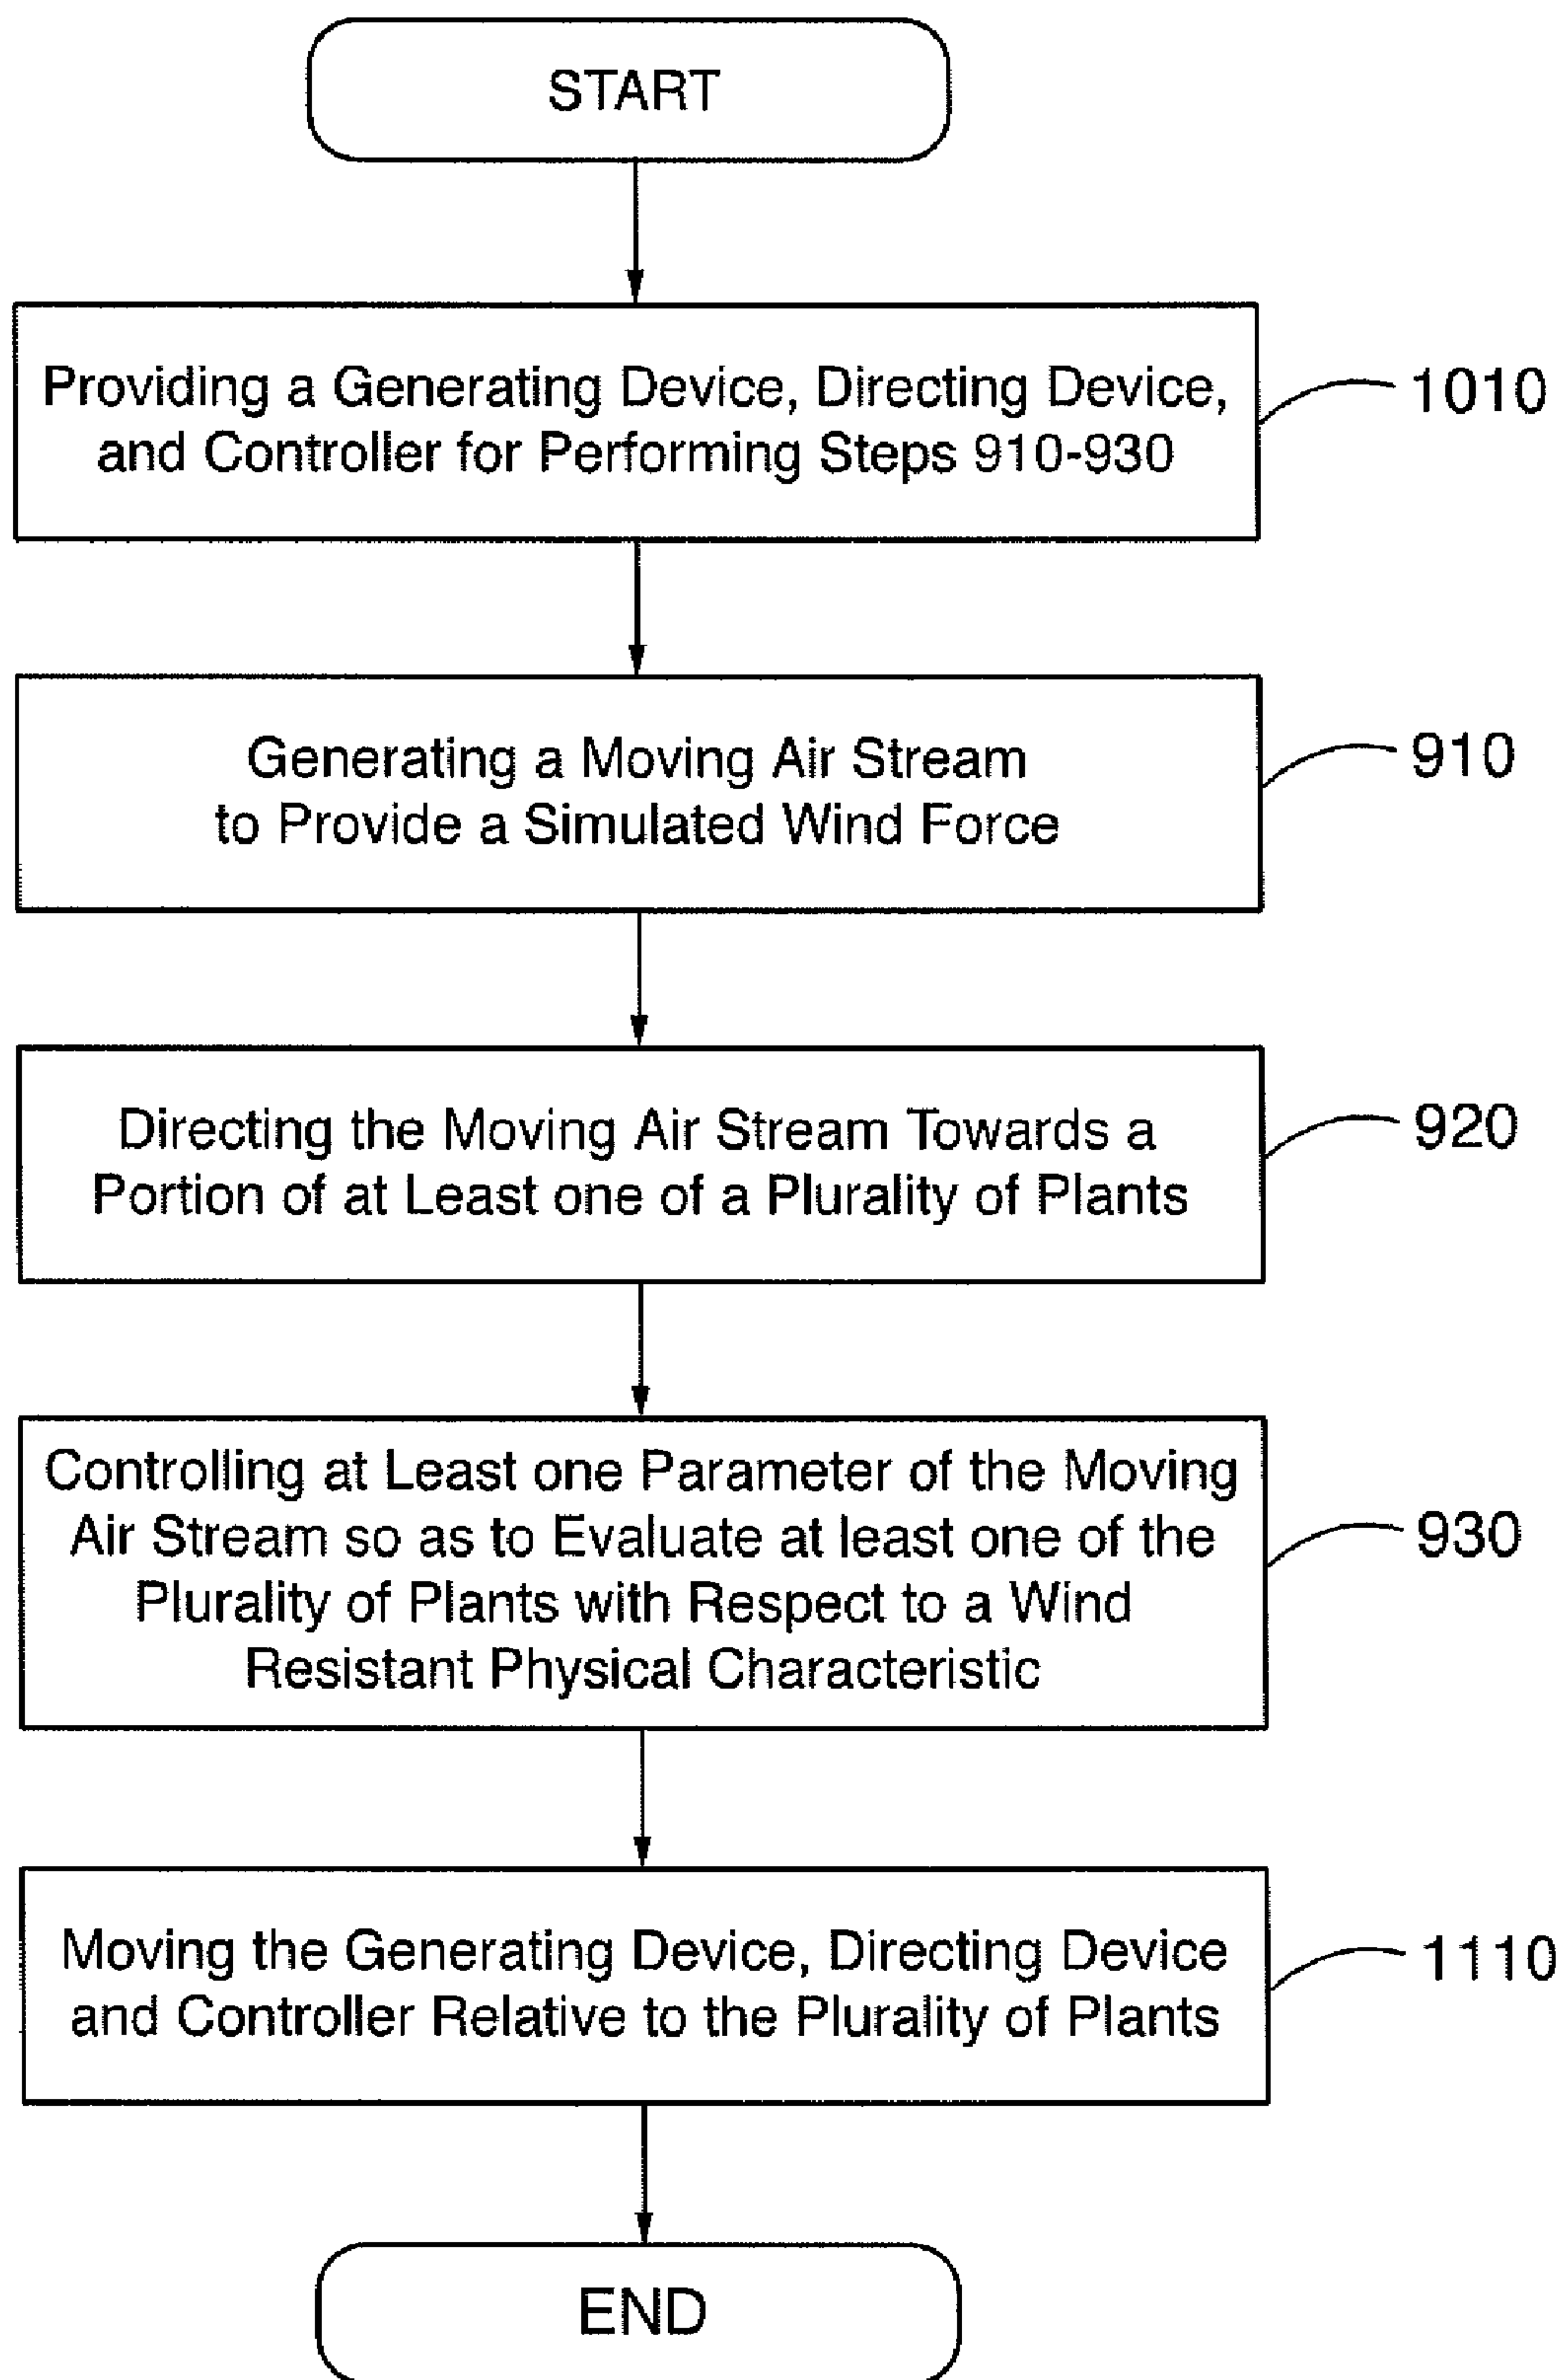 START
Providing a Generating Device, Directing Device,
and Controller for Performing Steps 910-930
1010
Generating a Moving Air Stream
to Provide a Simulated Wind Force
910
Directing the Moving Air Stream Towards a
Portion of at Least one of a Plurality of Plants
920
Controlling at Least one Parameter of the Moving
Air Stream so as to Evaluate at least one of the
Plurality of Plants with Respect to a Wind
Resistant Physical Characteristic
930
Moving the Generating Device, Directing Device
and Controller Relative to the Plurality of Plants
1110
END